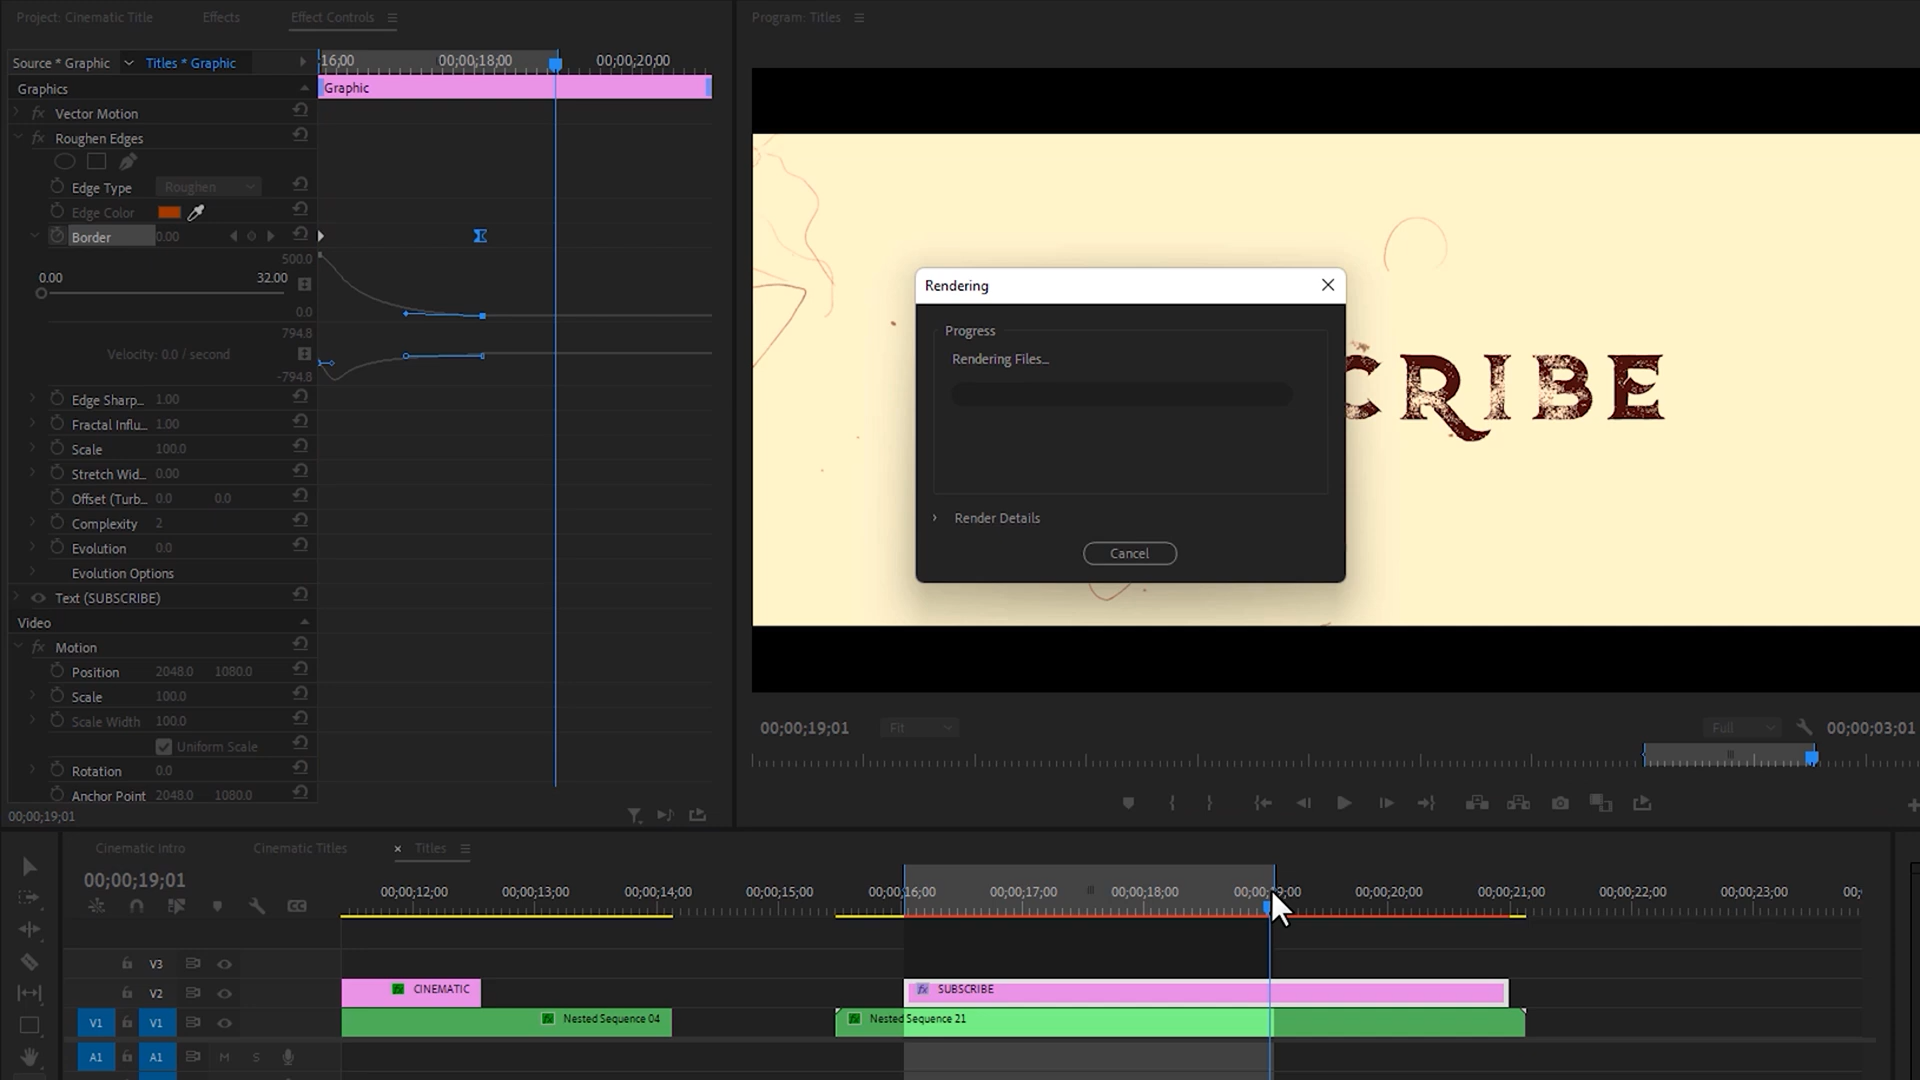 Project: Cinematic Title
Effects
Effect Controls
Source * Graphic
Titles * Graphic
16;00
00;00;18;00
00;00;20;00
Graphics
Graphic
Vector Motion
Roughen Edges
Edge Type
Roughen
Edge Color
Border
0.00
500.0
0.00
32.00
0.0
794.8
Velocity: 0.0 / second
-794.8
Edge Sharp...
1.00
Fractal Influ...
1.00
Scale
100.0
Stretch Wid...
0.00
Offset (Turb...
0.0
0.0
Complexity
2
Evolution
0.0
Evolution Options
Text (SUBSCRIBE)
Video
Motion
Position
2048.0
1080.0
Scale
100.0
Scale Width
100.0
Uniform Scale
Rotation
0.0
Anchor Point
2048.0
1080.0
00;00;19;01
Program: Titles
CRIBE
Rendering
Progress
Rendering Files...
Render Details
Cancel
00;00;19;01
Fit
Full
00;00;03;01
Cinematic Intro
Cinematic Titles
Titles
00;00;19;01
00;00;12;00
00;00;13;00
00;00;14;00
00;00;15;00
00;00;16;00
00;00;17;00
00;00;18;00
00;00;20;00
00;00;21;00
00;00;22;00
00;00;23;00
V3
V2
fx CINEMATIC
fx SUBSCRIBE
V1
V1
fx Nested Sequence 04
fx Nested Sequence 21
A1
A1
M
S